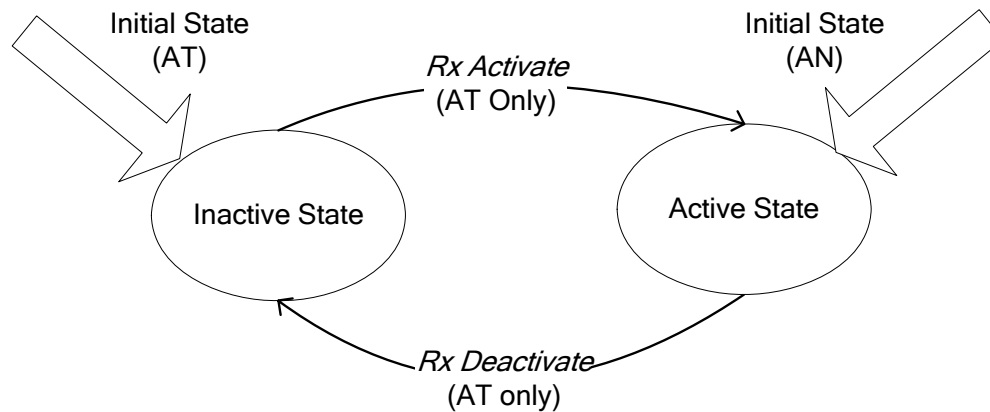 Initial State
(AT)
Initial State
(AN)
Rx Activate
(AT Only)
Inactive State
Active State
Rx Deactivate
(AT only)